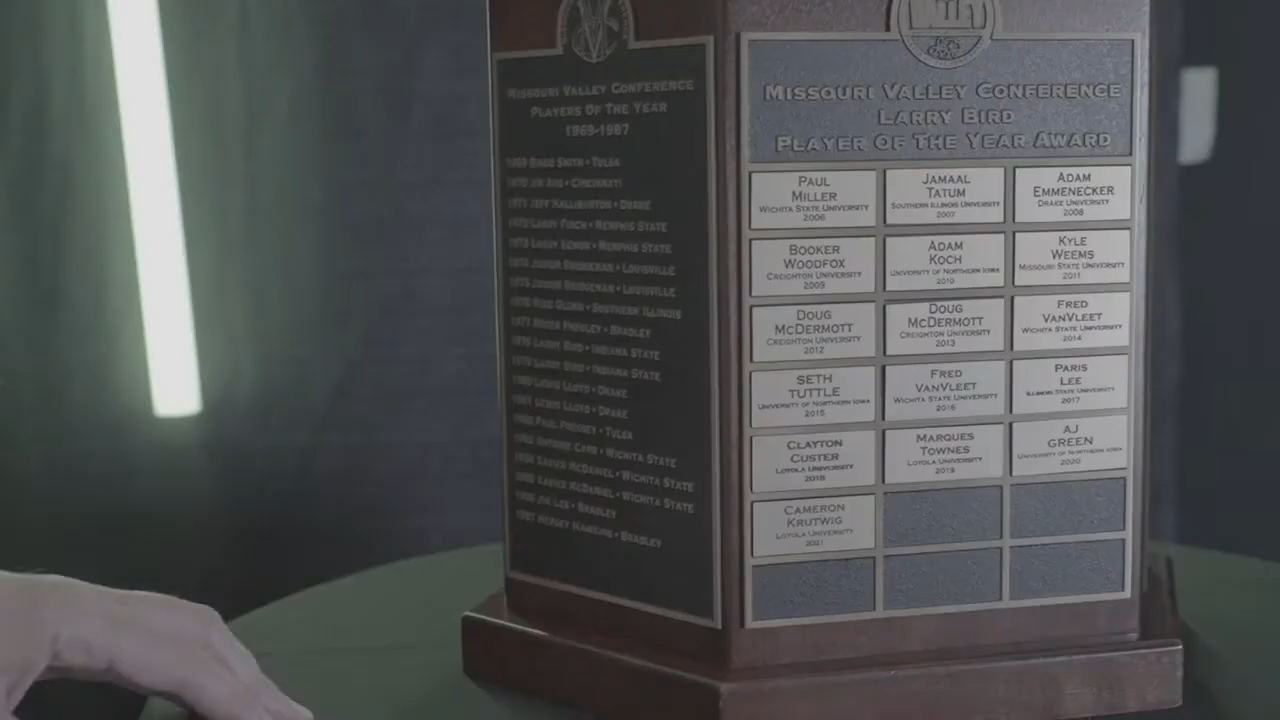 MISSOURI VALLEY CONFERENCE
PLAYERS OF THE YEAR
1969-1987
1969 BINGO SMITH • TULSA
1970 JIM ARD • CINCINNATI
1971 JEFF HALLIBURTON • DRAKE
1972 LARRY FINCH • MEMPHIS STATE
1973 LARRY KENON • MEMPHIS STATE
1974 JUNIOR BRIDGEMAN • LOUISVILLE
1975 JUNIOR BRIDGEMAN • LOUISVILLE
1976 MIKE GLENN • SOUTHERN ILLINOIS
1977 ROGER PHEGLEY • BRADLEY
1978 LARRY BIRD • INDIANA STATE
1979 LARRY BIRD • INDIANA STATE
1980 LEWIS LLOYD • DRAKE
1981 LEWIS LLOYD • DRAKE
1982 PAUL PRESSEY • TULSA
1983 ANTOINE CARR • WICHITA STATE
1984 XAVIER MCDANIEL • WICHITA STATE
1985 XAVIER MCDANIEL • WICHITA STATE
1986 JIM LES • BRADLEY
1987 HERSEY HAWKINS • BRADLEY
MISSOURI VALLEY CONFERENCE
LARRY BIRD
PLAYER OF THE YEAR AWARD
PAUL
MILLER
WICHITA STATE UNIVERSITY
2006
JAMAAL
TATUM
SOUTHERN ILLINOIS UNIVERSITY
2007
ADAM
EMMENECKER
DRAKE UNIVERSITY
2008
BOOKER
WOODFOX
CREIGHTON UNIVERSITY
2009
ADAM
KOCH
UNIVERSITY OF NORTHERN IOWA
2010
KYLE
WEEMS
MISSOURI STATE UNIVERSITY
2011
DOUG
MCDERMOTT
CREIGHTON UNIVERSITY
2012
DOUG
MCDERMOTT
CREIGHTON UNIVERSITY
2013
FRED
VANVLEET
WICHITA STATE UNIVERSITY
2014
SETH
TUTTLE
UNIVERSITY OF NORTHERN IOWA
2015
FRED
VANVLEET
WICHITA STATE UNIVERSITY
2016
PARIS
LEE
ILLINOIS STATE UNIVERSITY
2017
CLAYTON
CUSTER
LOYOLA UNIVERSITY
2018
MARQUES
TOWNES
LOYOLA UNIVERSITY
2019
AJ
GREEN
UNIVERSITY OF NORTHERN IOWA
2020
CAMERON
KRUTWIG
LOYOLA UNIVERSITY
2021